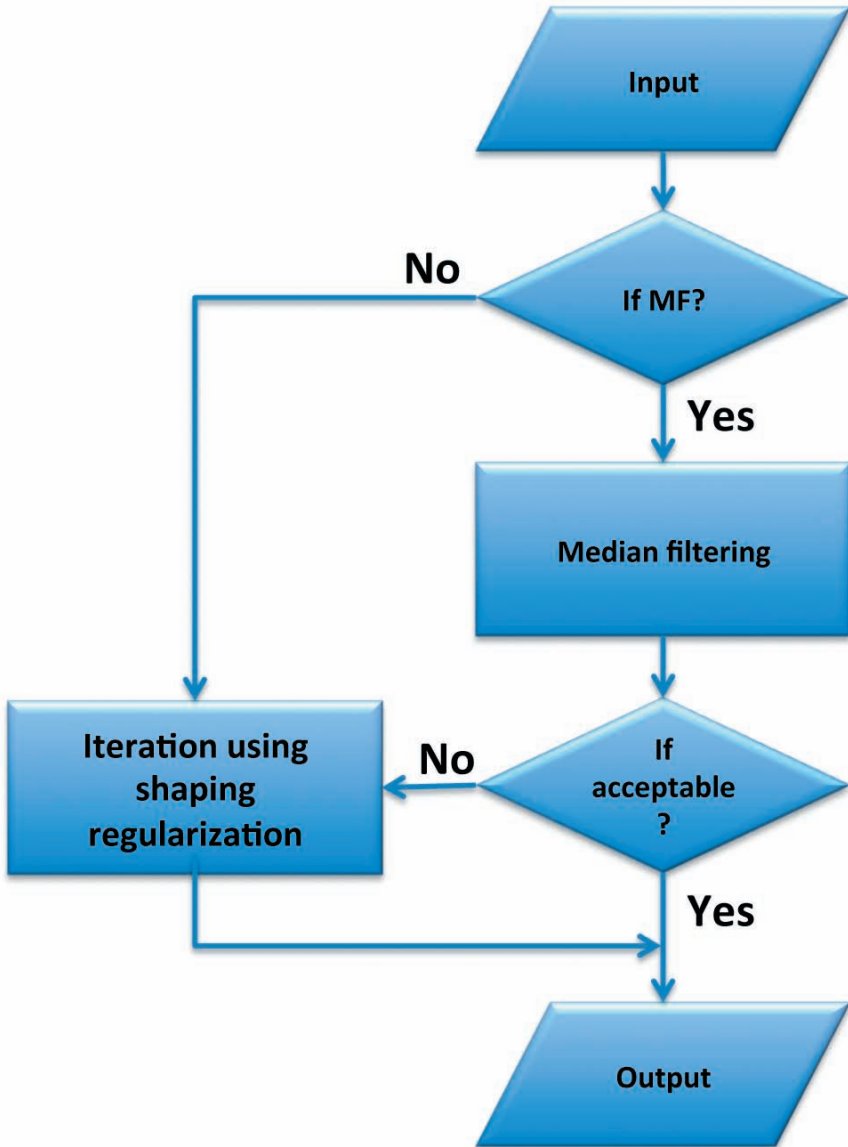 Input
No
If MF?
Yes
Median filtering
Iteration using
shaping
regularization
No
If
acceptable
?
Yes
Output